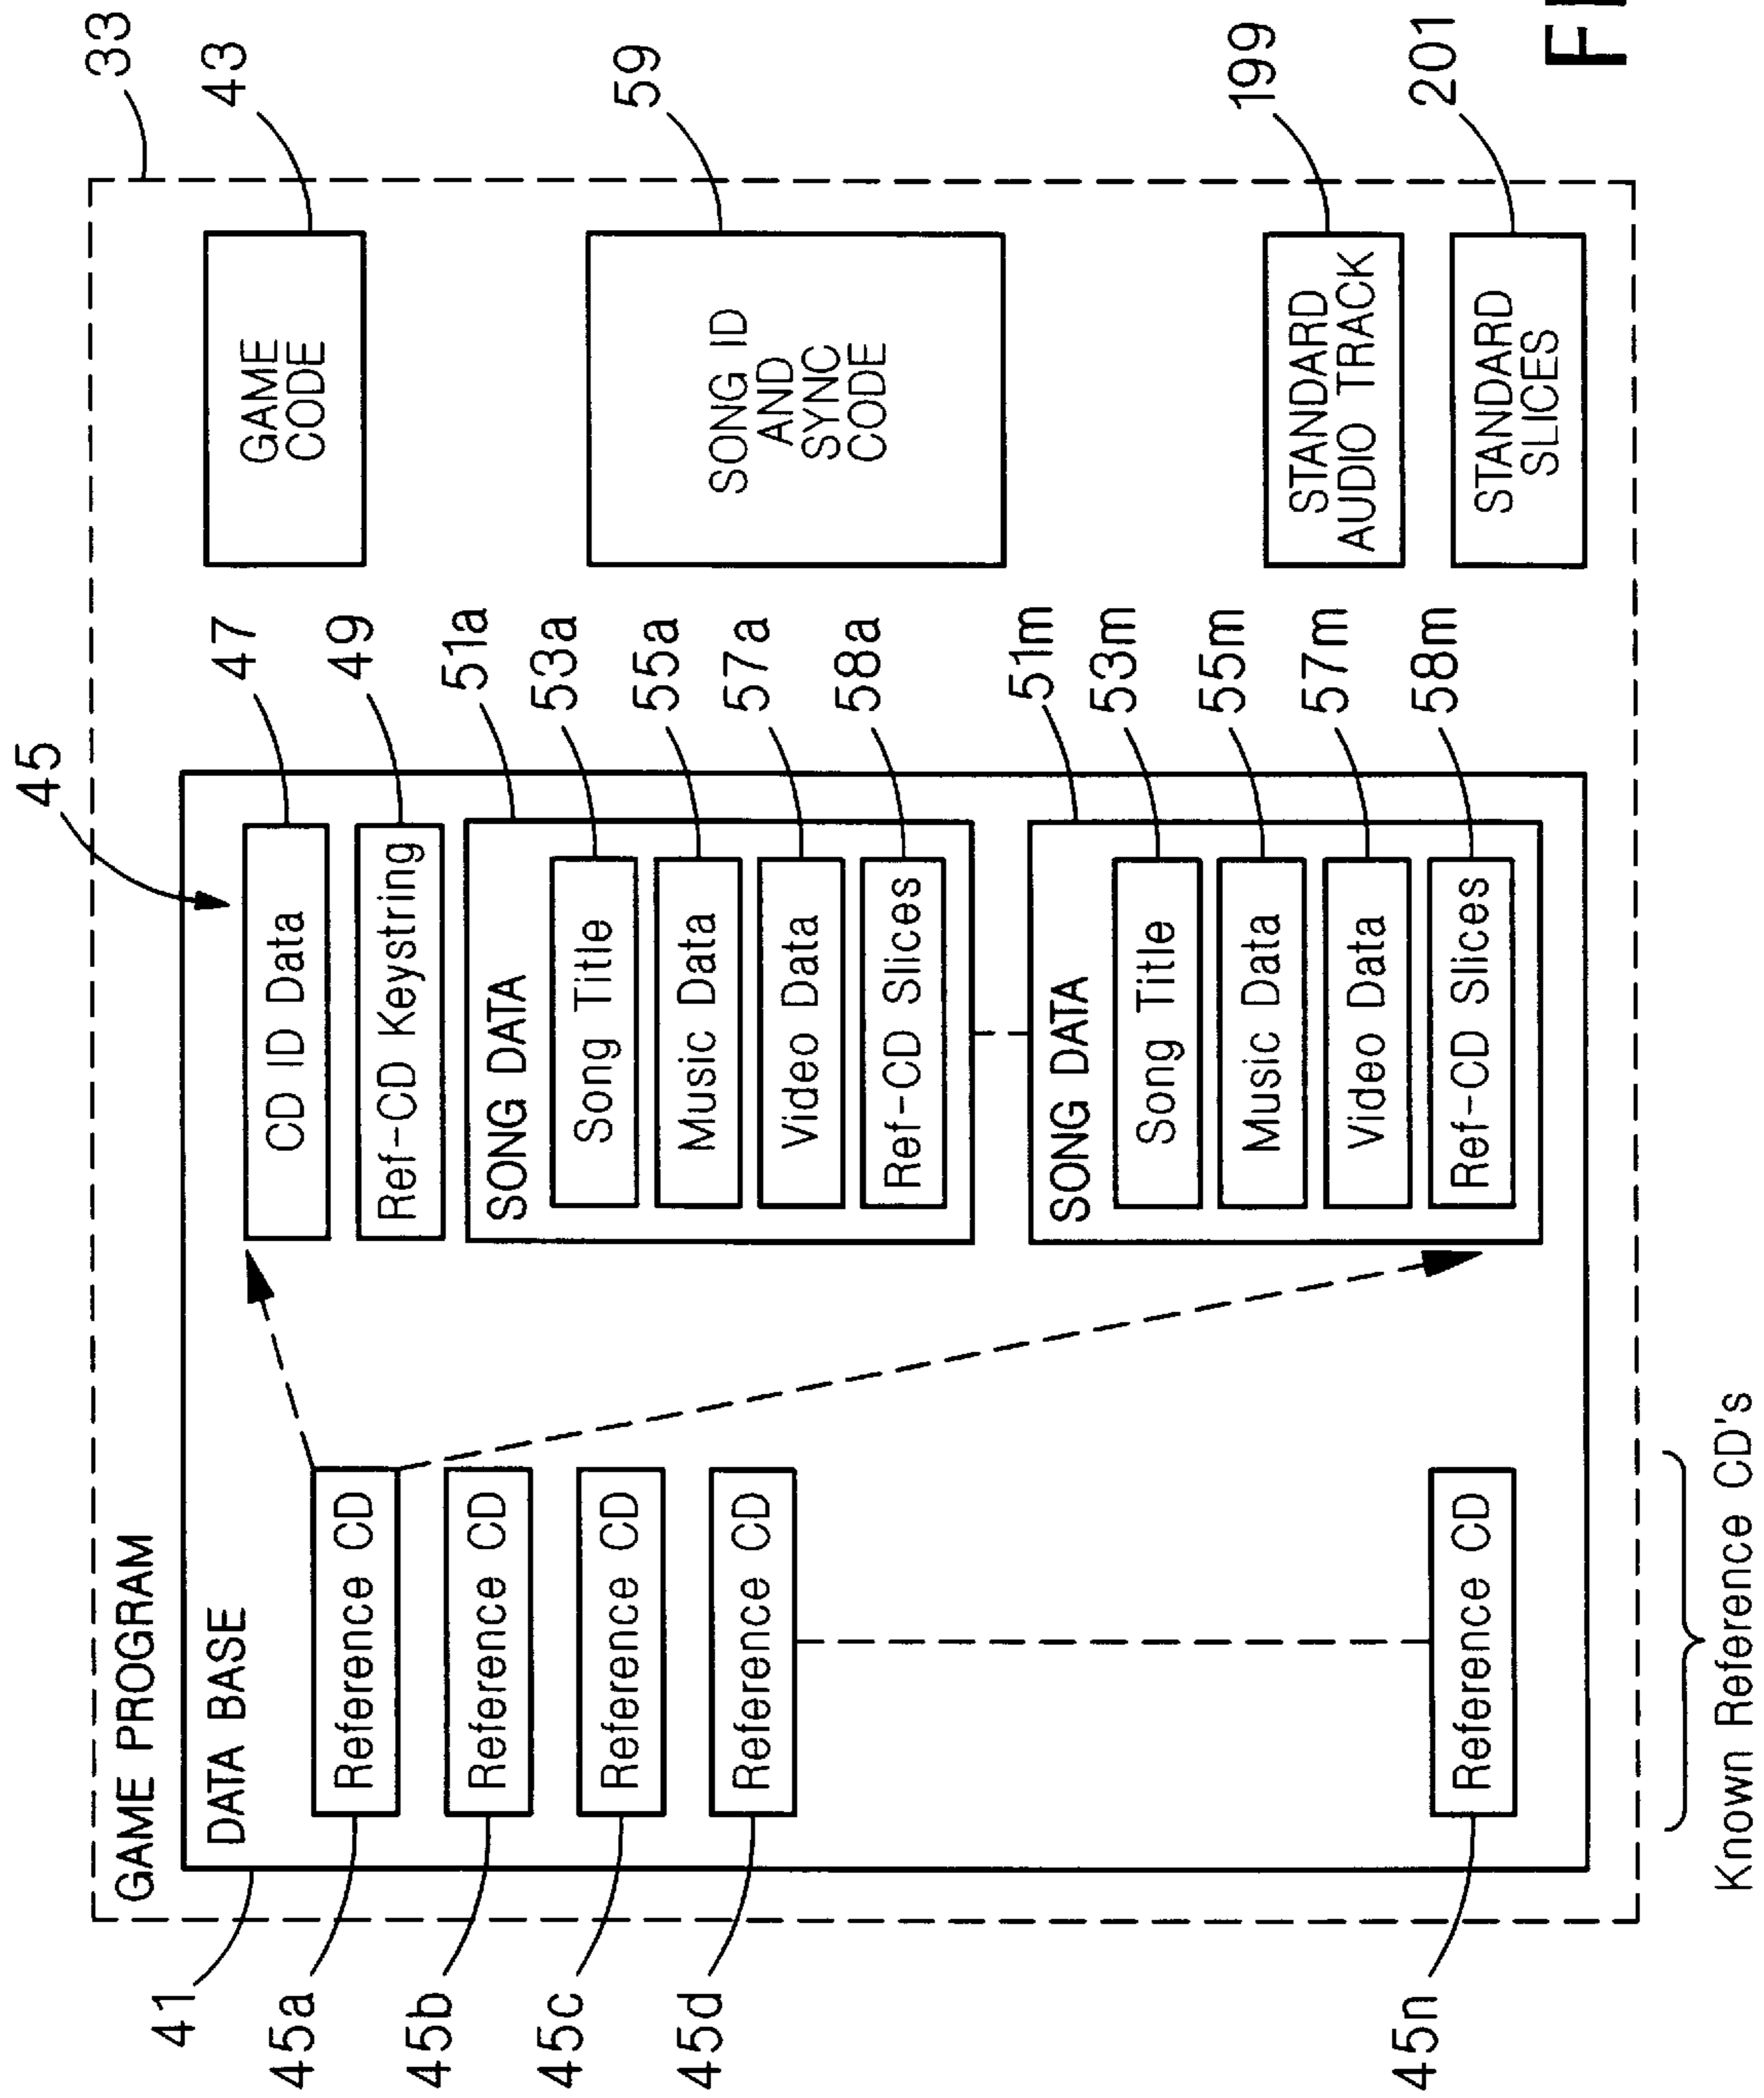 33
43
59
199
201
45
47
49
51a
53a
55a
57a
58a
51m
53m
55m
57m
58m
GAME PROGRAM
DATA BASE
41
45a
Reference CD
45b
Reference CD
45c
Reference CD
45d
Reference CD
45n
Reference CD
CD ID Data
Ref-CD Keystring
SONG DATA
Song Title
Music Data
Video Data
Ref-CD Slices
SONG DATA
Song Title
Music Data
Video Data
Ref-CD Slices
GAME
CODE
SONG ID
AND
SYNC
CODE
STANDARD
AUDIO TRACK
STANDARD
SLICES
Known Reference CD's